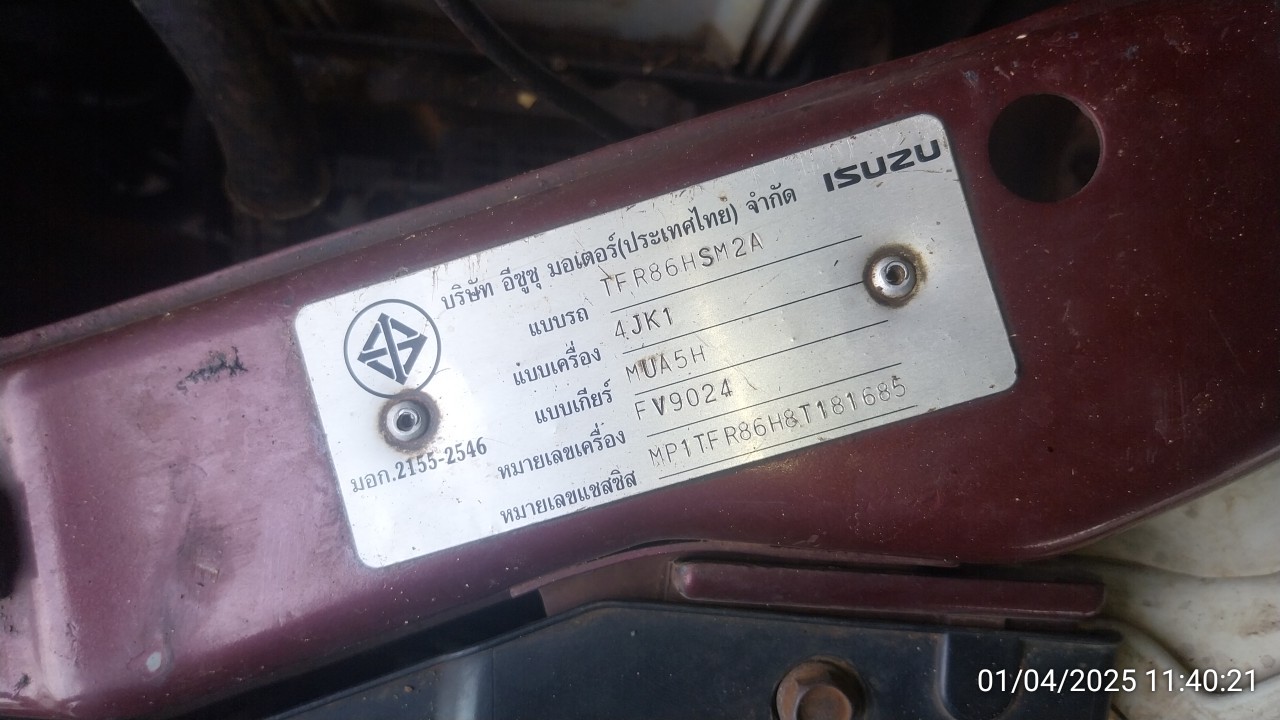 ISUZU
บริษัท อีซูซุ มอเตอร์(ประเทศไทย) จำกัด
แบบรถ TFR86HSM2A
แบบเครื่อง 4JK1
แบบเกียร์ MUA5H
หมายเลขเครื่อง FV9024
หมายเลขแชสซิส MP1TFR86H8T181685
มอก.2155-2546
01/04/2025 11:40:21